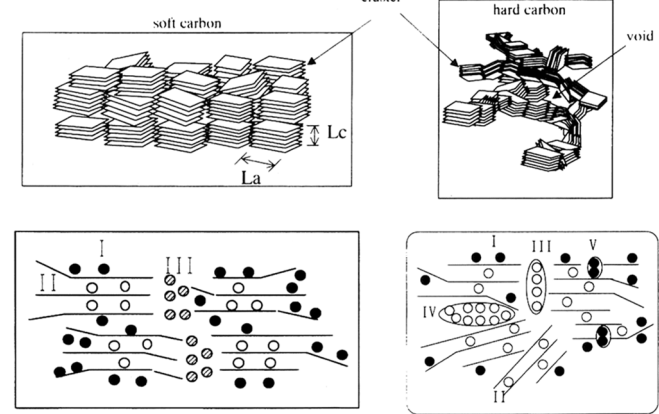 soft carbon
hard carbon
void
Lc
La
I
II
III
I
III
V
IV
II